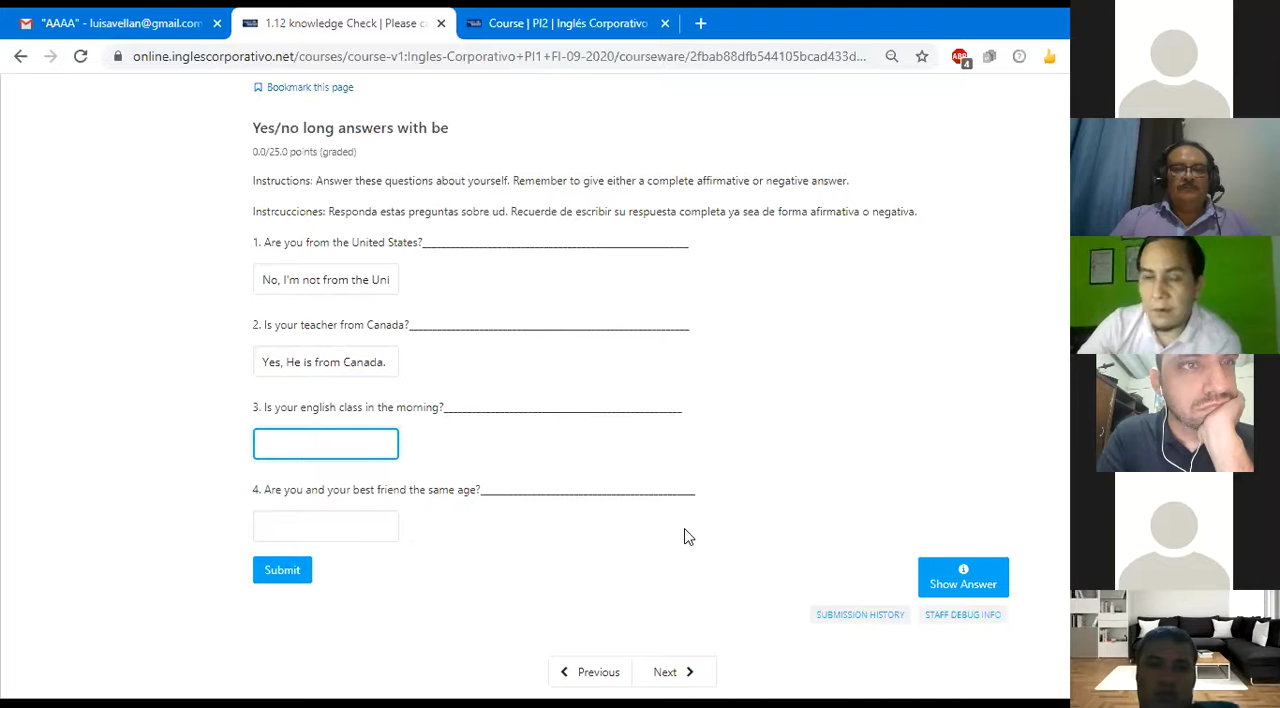 "AAAA" - luisavellan@gmail.com
1.12 knowledge Check | Please c
Course | PI2 | Inglés Corporativo
online.inglescorporativo.net/courses/course-v1:Ingles-Corporativo+PI1+FI-09-2020/courseware/2fbab88dfb544105bcad433d...
4
Bookmark this page
Yes/no long answers with be
0.0/25.0 points (graded)
Instructions: Answer these questions about yourself. Remember to give either a complete affirmative or negative answer.
Instrcucciones: Responda estas preguntas sobre ud. Recuerde de escribir su respuesta completa ya sea de forma afirmativa o negativa.
1. Are you from the United States?
No, I'm not from the Uni
2. Is your teacher from Canada?
Yes, He is from Canada.
3. Is your english class in the morning?
4. Are you and your best friend the same age?
Submit
Show Answer
SUBMISSION HISTORY
STAFF DEBUG INFO
Previous
Next